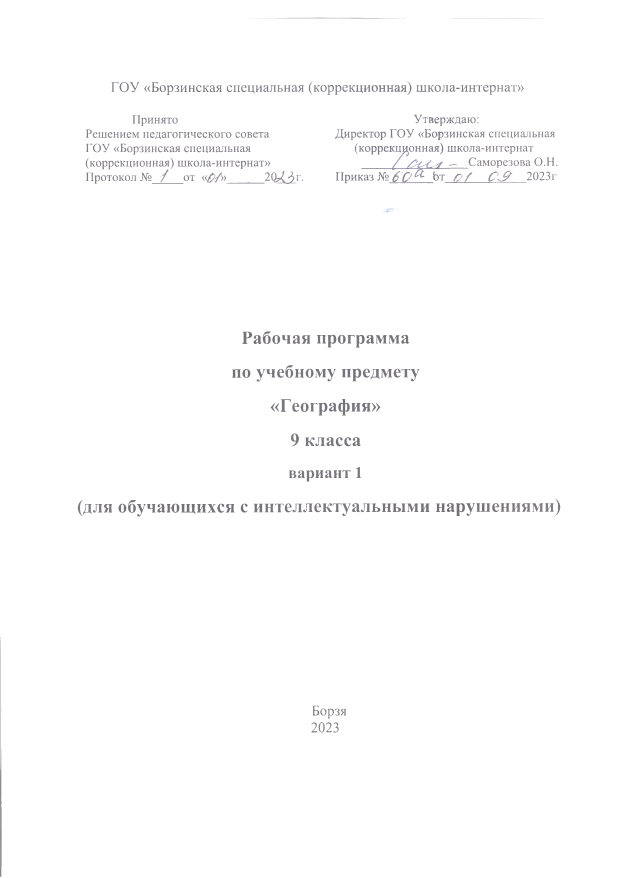 ГОУ «Борзинская специальная (коррекционная) школа-интернат»
Принято
Решением педагогического совета
ГОУ «Борзинская специальная
(коррекционная) школа-интернат»
Протокол № 1 от «01» 2023г.
Утверждаю:
Директор ГОУ «Борзинская специальная
(коррекционная) школа-интернат
Саморезова О.Н.
Приказ № 60а от 01 09 2023г
Рабочая программа
по учебному предмету
«География»
9 класса
вариант 1
(для обучающихся с интеллектуальными нарушениями)
Борзя
2023